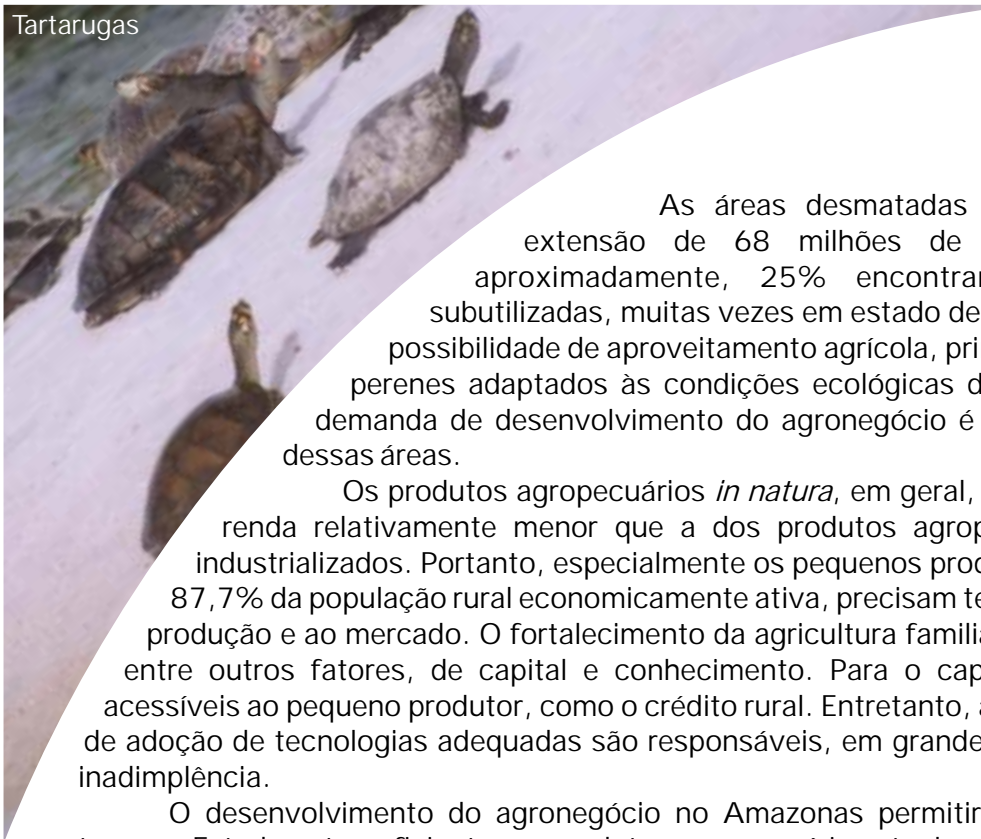 Tartarugas
As áreas desmatadas
extensão de 68 milhões de
aproximadamente, 25% encontrar
subutilizadas, muitas vezes em estado de
possibilidade de aproveitamento agrícola, pri
perenes adaptados às condições ecológicas d
demanda de desenvolvimento do agronegócio é
dessas áreas.
Os produtos agropecuários in natura, em geral,
renda relativamente menor que a dos produtos agrop
industrializados. Portanto, especialmente os pequenos prod
87,7% da população rural economicamente ativa, precisam te
produção e ao mercado. O fortalecimento da agricultura familia
entre outros fatores, de capital e conhecimento. Para o cap
acessíveis ao pequeno produtor, como o crédito rural. Entretanto, a
de adoção de tecnologias adequadas são responsáveis, em grande
inadimplência.
O desenvolvimento do agronegócio no Amazonas permitir